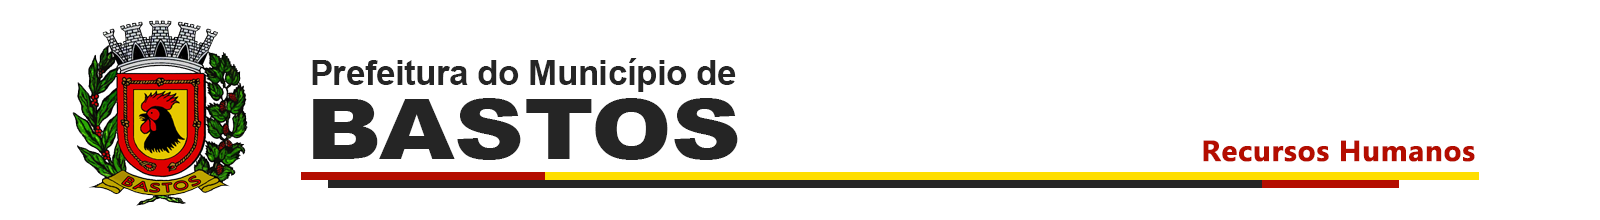 Prefeitura do Município de
BASTOS
Recursos Humanos
BASTOS